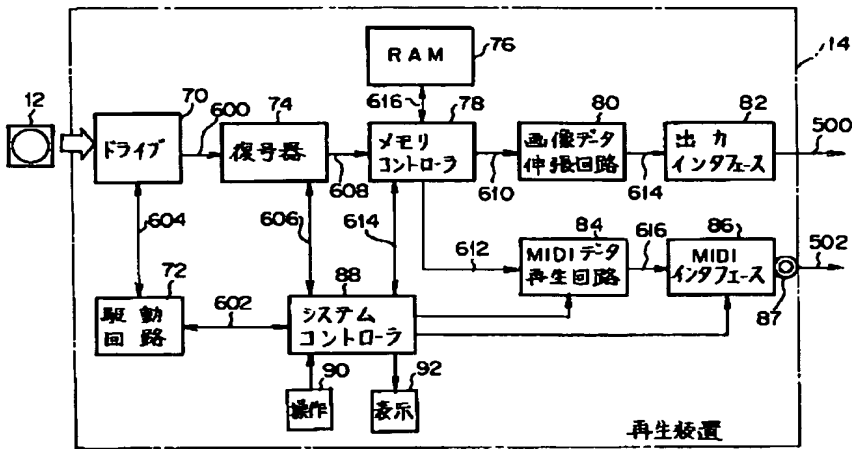 14
RAM
76
12
70
600
74
616
78
80
82
500
ドライブ
復号器
メモリ
コントローラ
画像データ
伸張回路
出力
インタフェース
608
610
614
604
606
614
612
84
616
86
502
MIDIデータ
再生回路
MIDI
インタフェース
87
72
88
駆動
回路
602
システム
コントローラ
90
92
操作
表示
再生装置